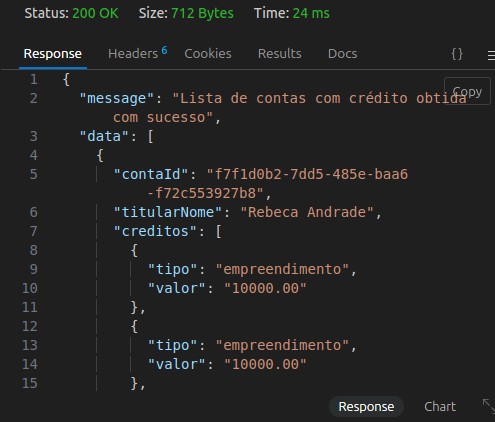 Status: 200 OK Size: 712 Bytes Time: 24 ms
Response Headers 6 Cookies Results Docs {}
Copy
1 {
2 "message": "Lista de contas com crédito obtida
com sucesso",
3 "data": [
4 {
5 "contaId": "f7f1d0b2-7dd5-485e-baa6
-f72c553927b8",
6 "titularNome": "Rebeca Andrade",
7 "creditos": [
8 {
9 "tipo": "empreendimento",
10 "valor": "10000.00"
11 },
12 {
13 "tipo": "empreendimento",
14 "valor": "10000.00"
15 },
Response Chart